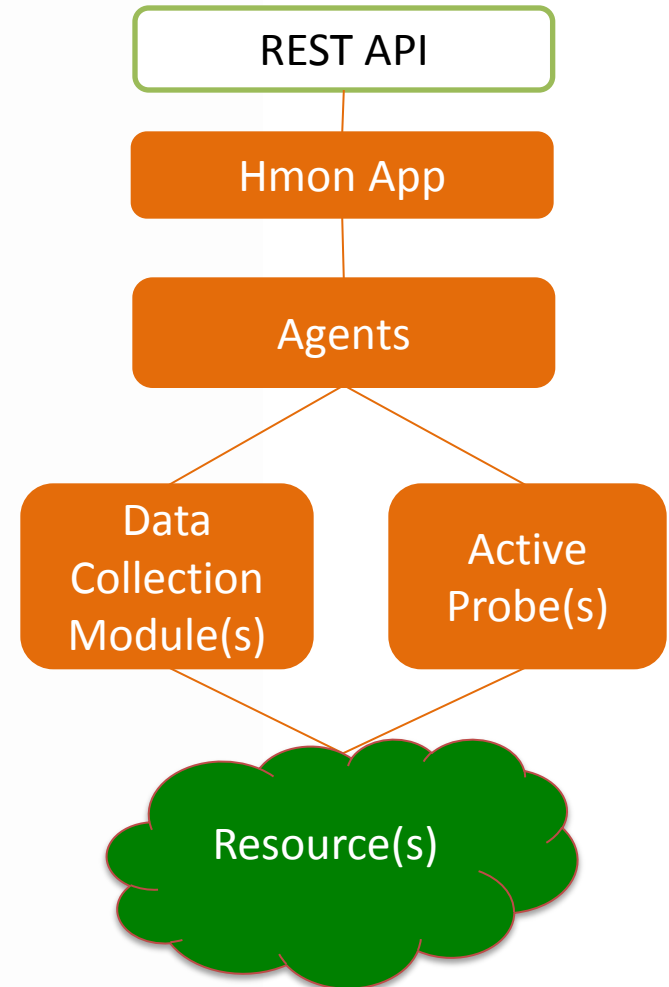 REST API
Hmon App
Agents
Data
Collection
Module(s)
Active
Probe(s)
Resource(s)